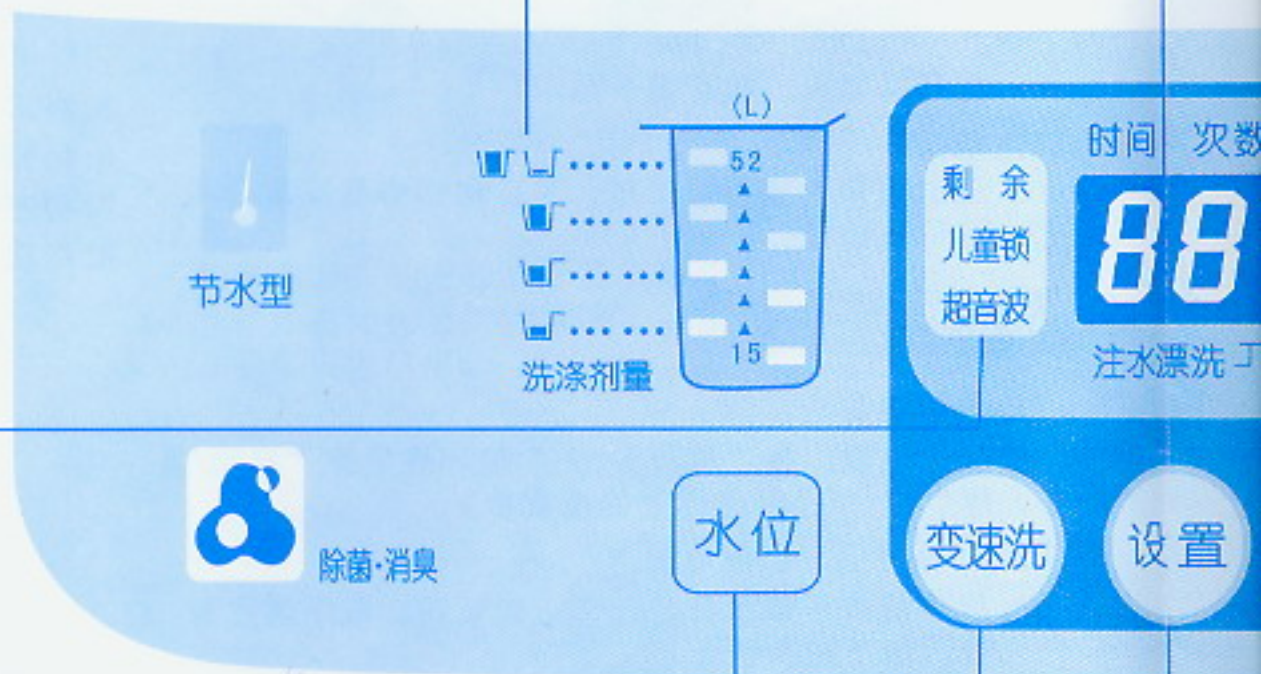 (L)
52
15
洗涤剂量
节水型
除菌·消臭
水位
时间 次数
剩余
儿童锁
超音波
88
注水漂洗
变速洗
设置